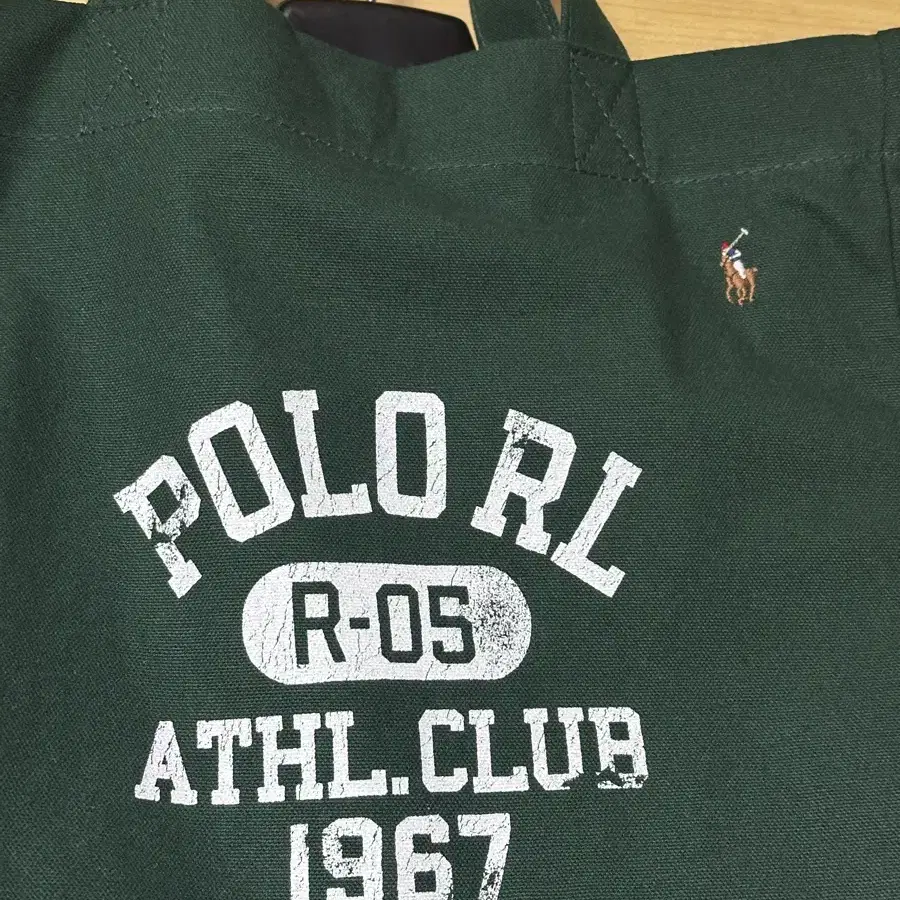 POLO RL
R-05
ATHL.CLUB
1967